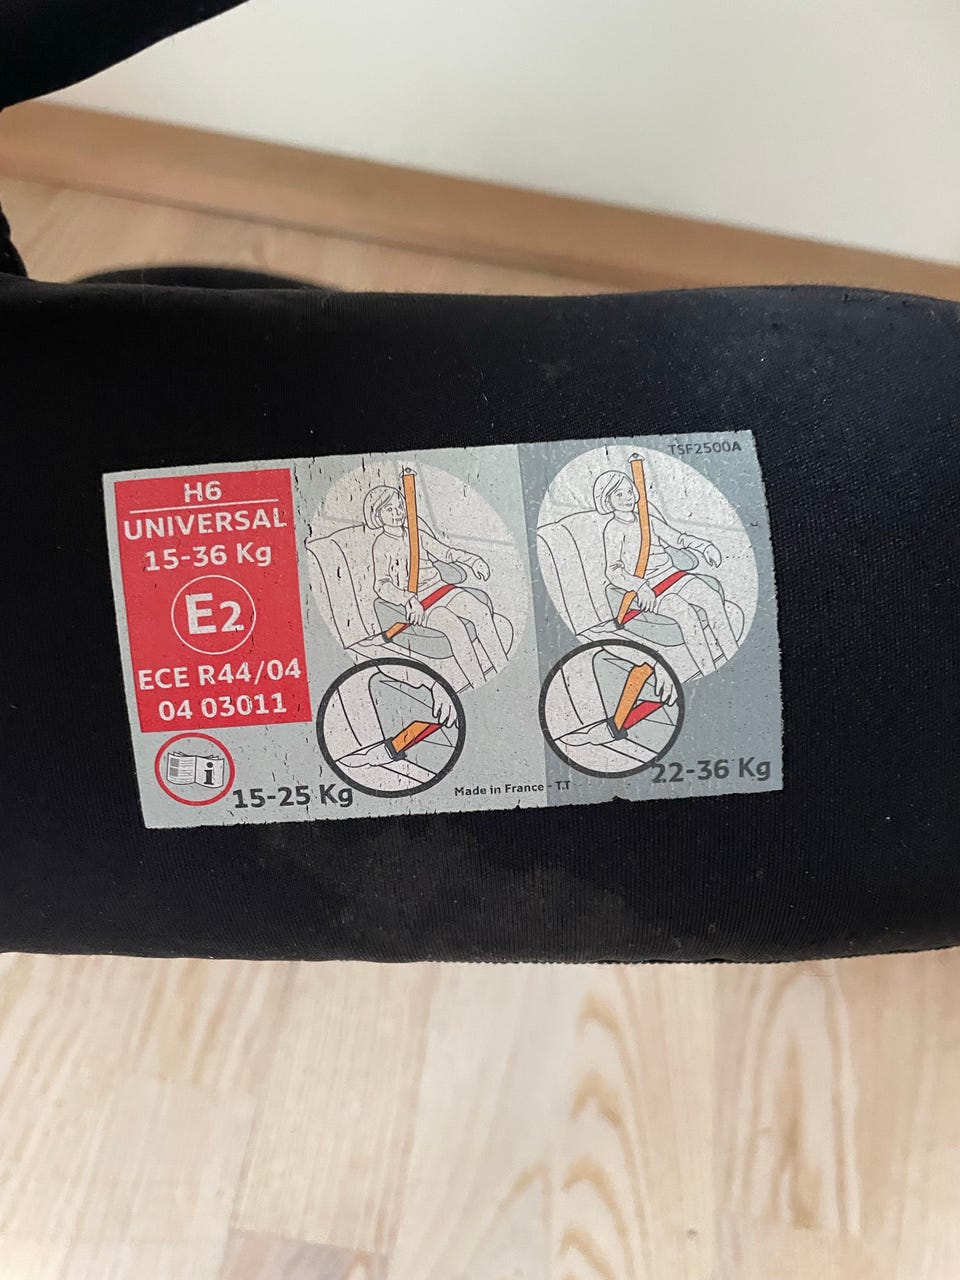 H6
UNIVERSAL
15-36 Kg
E2
ECE R44/04
04 03011
i
15-25 Kg
Made in France - T.T
TSF2500A
22-36 Kg